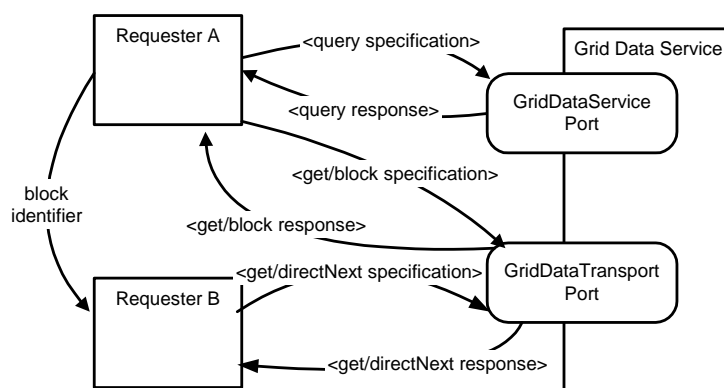 Requester A
<query specification>
Grid Data Service
<query response>
GridDataService
Port
<get/block specification>
block
identifier
<get/block response>
<get/directNext specification>
GridDataTransport
Port
Requester B
<get/directNext response>